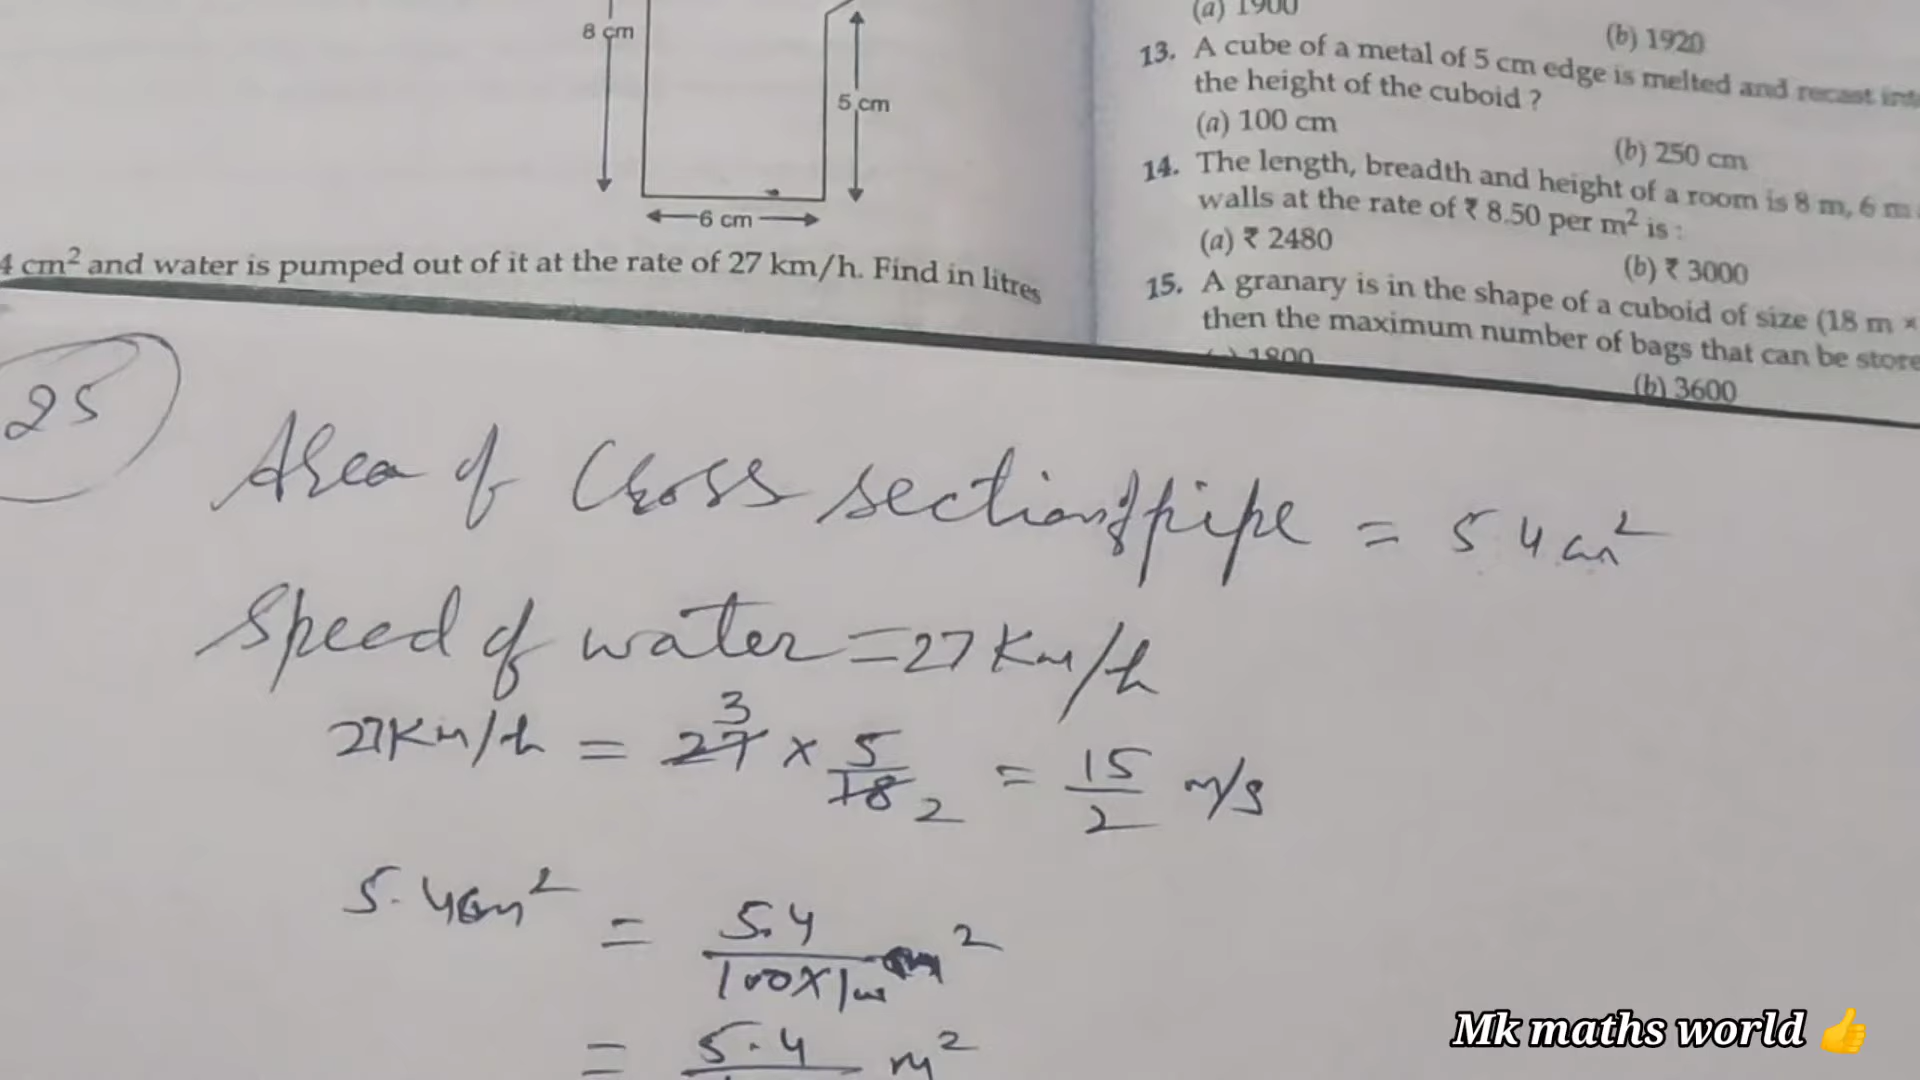 8 cm
5 cm
6 cm
4 cm² and water is pumped out of it at the rate of 27 km/h. Find in litres
(a) 1900
(b) 1920
13. A cube of a metal of 5 cm edge is melted and recast into
the height of the cuboid ?
(a) 100 cm
(b) 250 cm
14. The length, breadth and height of a room is 8 m, 6 m
walls at the rate of ₹ 8.50 per m² is :
(a) ₹ 2480
(b) ₹ 3000
15. A granary is in the shape of a cuboid of size (18 m ×
then the maximum number of bags that can be store
1800
(b) 3600
25
Area of Cross section of pipe = 5.4 cm²
Speed of water = 27 Km/h
27 Km/h = 27 3 × 5/18 2 = 15/2 m/s
5.4 cm² = 5.4/100×100 m²
= 5.4 m²
Mk maths world 👍